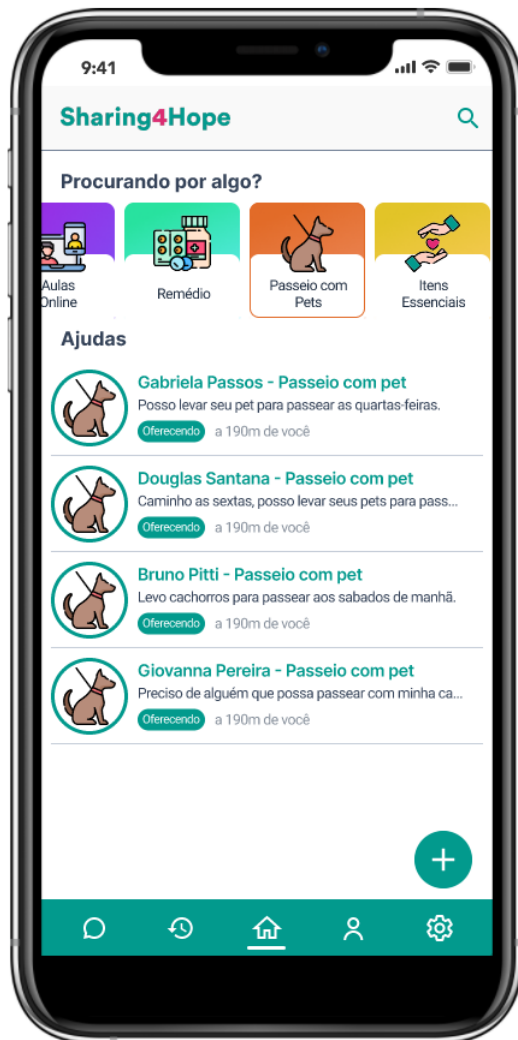 9:41
Sharing4Hope
Procurando por algo?
Aulas
Online
Remédio
Passeio com
Pets
Itens
Essenciais
Ajudas
Gabriela Passos - Passeio com pet
Posso levar seu pet para passear as quartas-feiras.
Oferecendo a 190m de você
Douglas Santana - Passeio com pet
Caminho as sextas, posso levar seus pets para pass...
Oferecendo a 190m de você
Bruno Pitti - Passeio com pet
Levo cachorros para passear aos sabados de manhã.
Oferecendo a 190m de você
Giovanna Pereira - Passeio com pet
Preciso de alguém que possa passear com minha ca...
Oferecendo a 190m de você